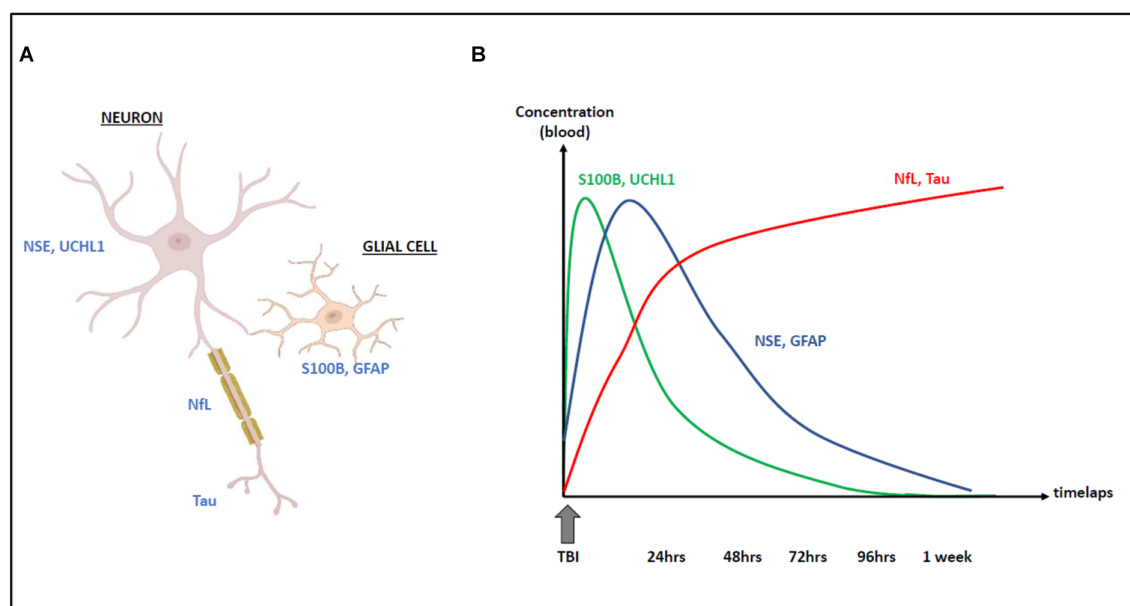 A
NEURON
NSE, UCHL1
GLIAL CELL
S100B, GFAP
NfL
Tau
B
Concentration
(blood)
S100B, UCHL1
NfL, Tau
NSE, GFAP
timelaps
TBI 24hrs 48hrs 72hrs 96hrs 1 week